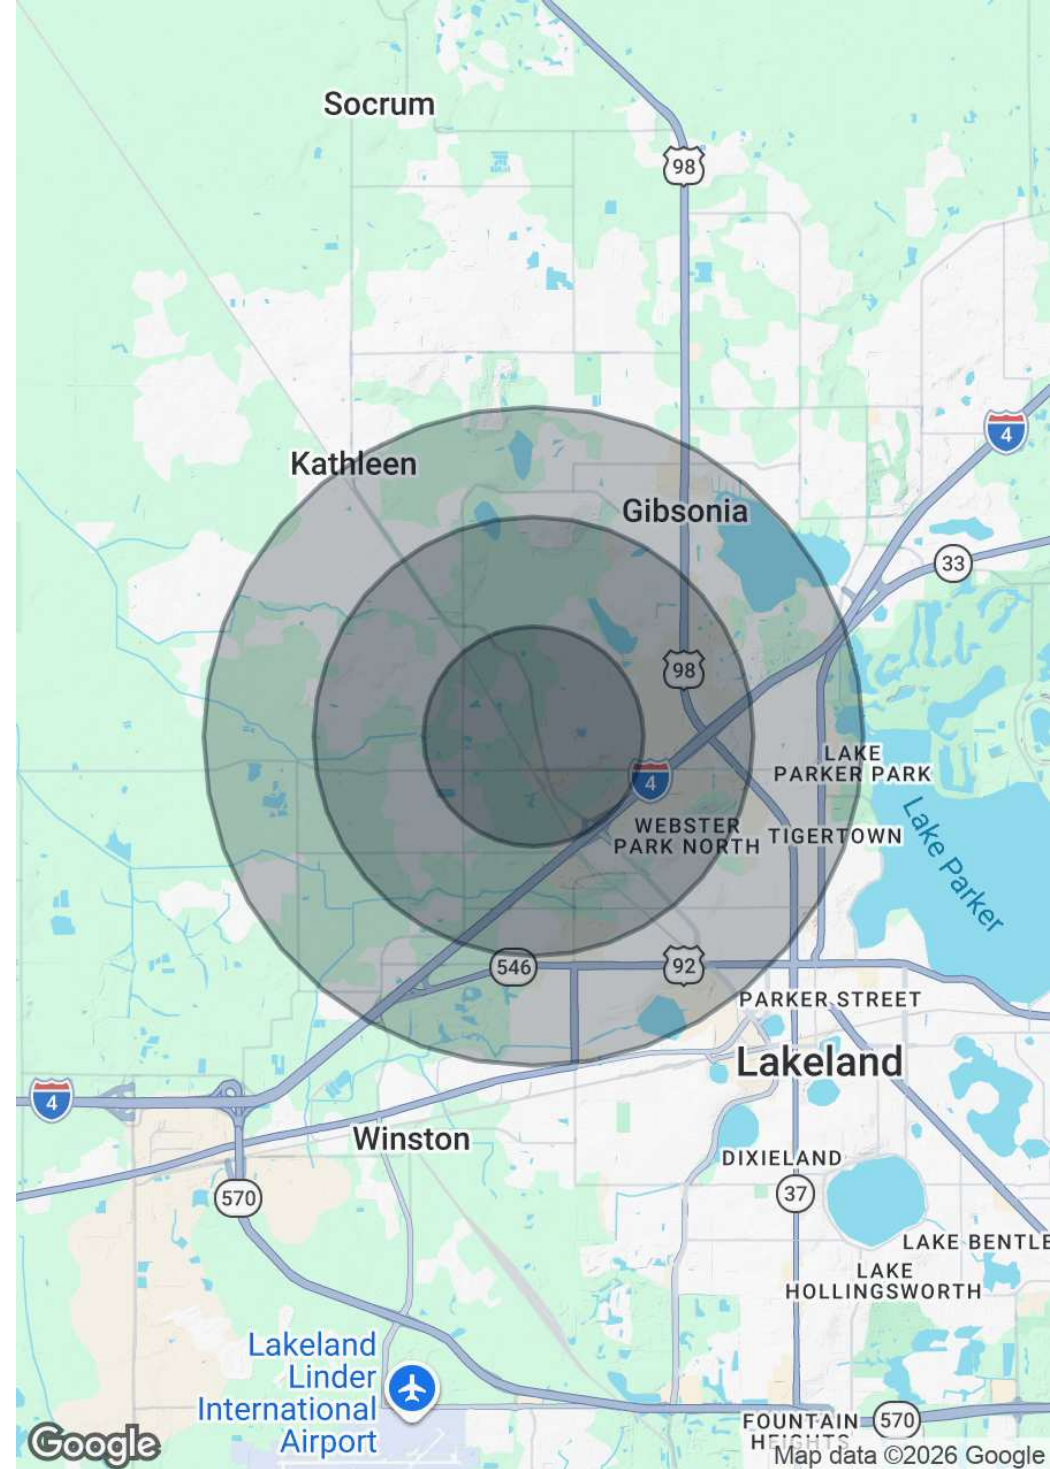 Socrum
98
4
Kathleen
Gibsonia
33
98
LAKE
PARKER PARK
4
WEBSTER
PARK NORTH
TIGERTOWN
Lake Parker
546
92
PARKER STREET
Lakeland
4
Winston
DIXIELAND
570
37
LAKE BENTLE
LAKE
HOLLINGSWORTH
Lakeland
Linder
International
Airport
FOUNTAIN
HEIGHTS
570
Google
Map data ©2026 Google